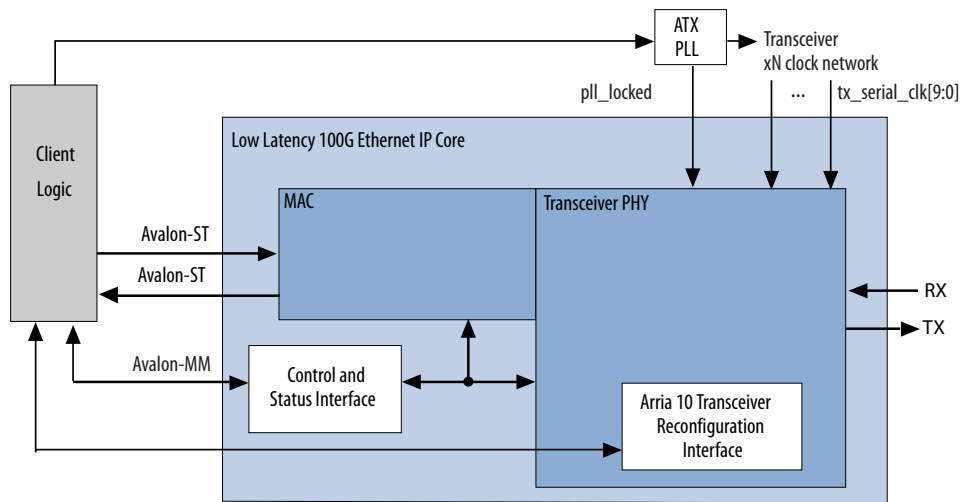 ATX
PLL
Transceiver
xN clock network
pll_locked
...
tx_serial_clk[9:0]
Low Latency 100G Ethernet IP Core
Client
Logic
MAC
Transceiver PHY
Avalon-ST
Avalon-ST
RX
TX
Avalon-MM
Control and
Status Interface
Arria 10 Transceiver
Reconfiguration
Interface